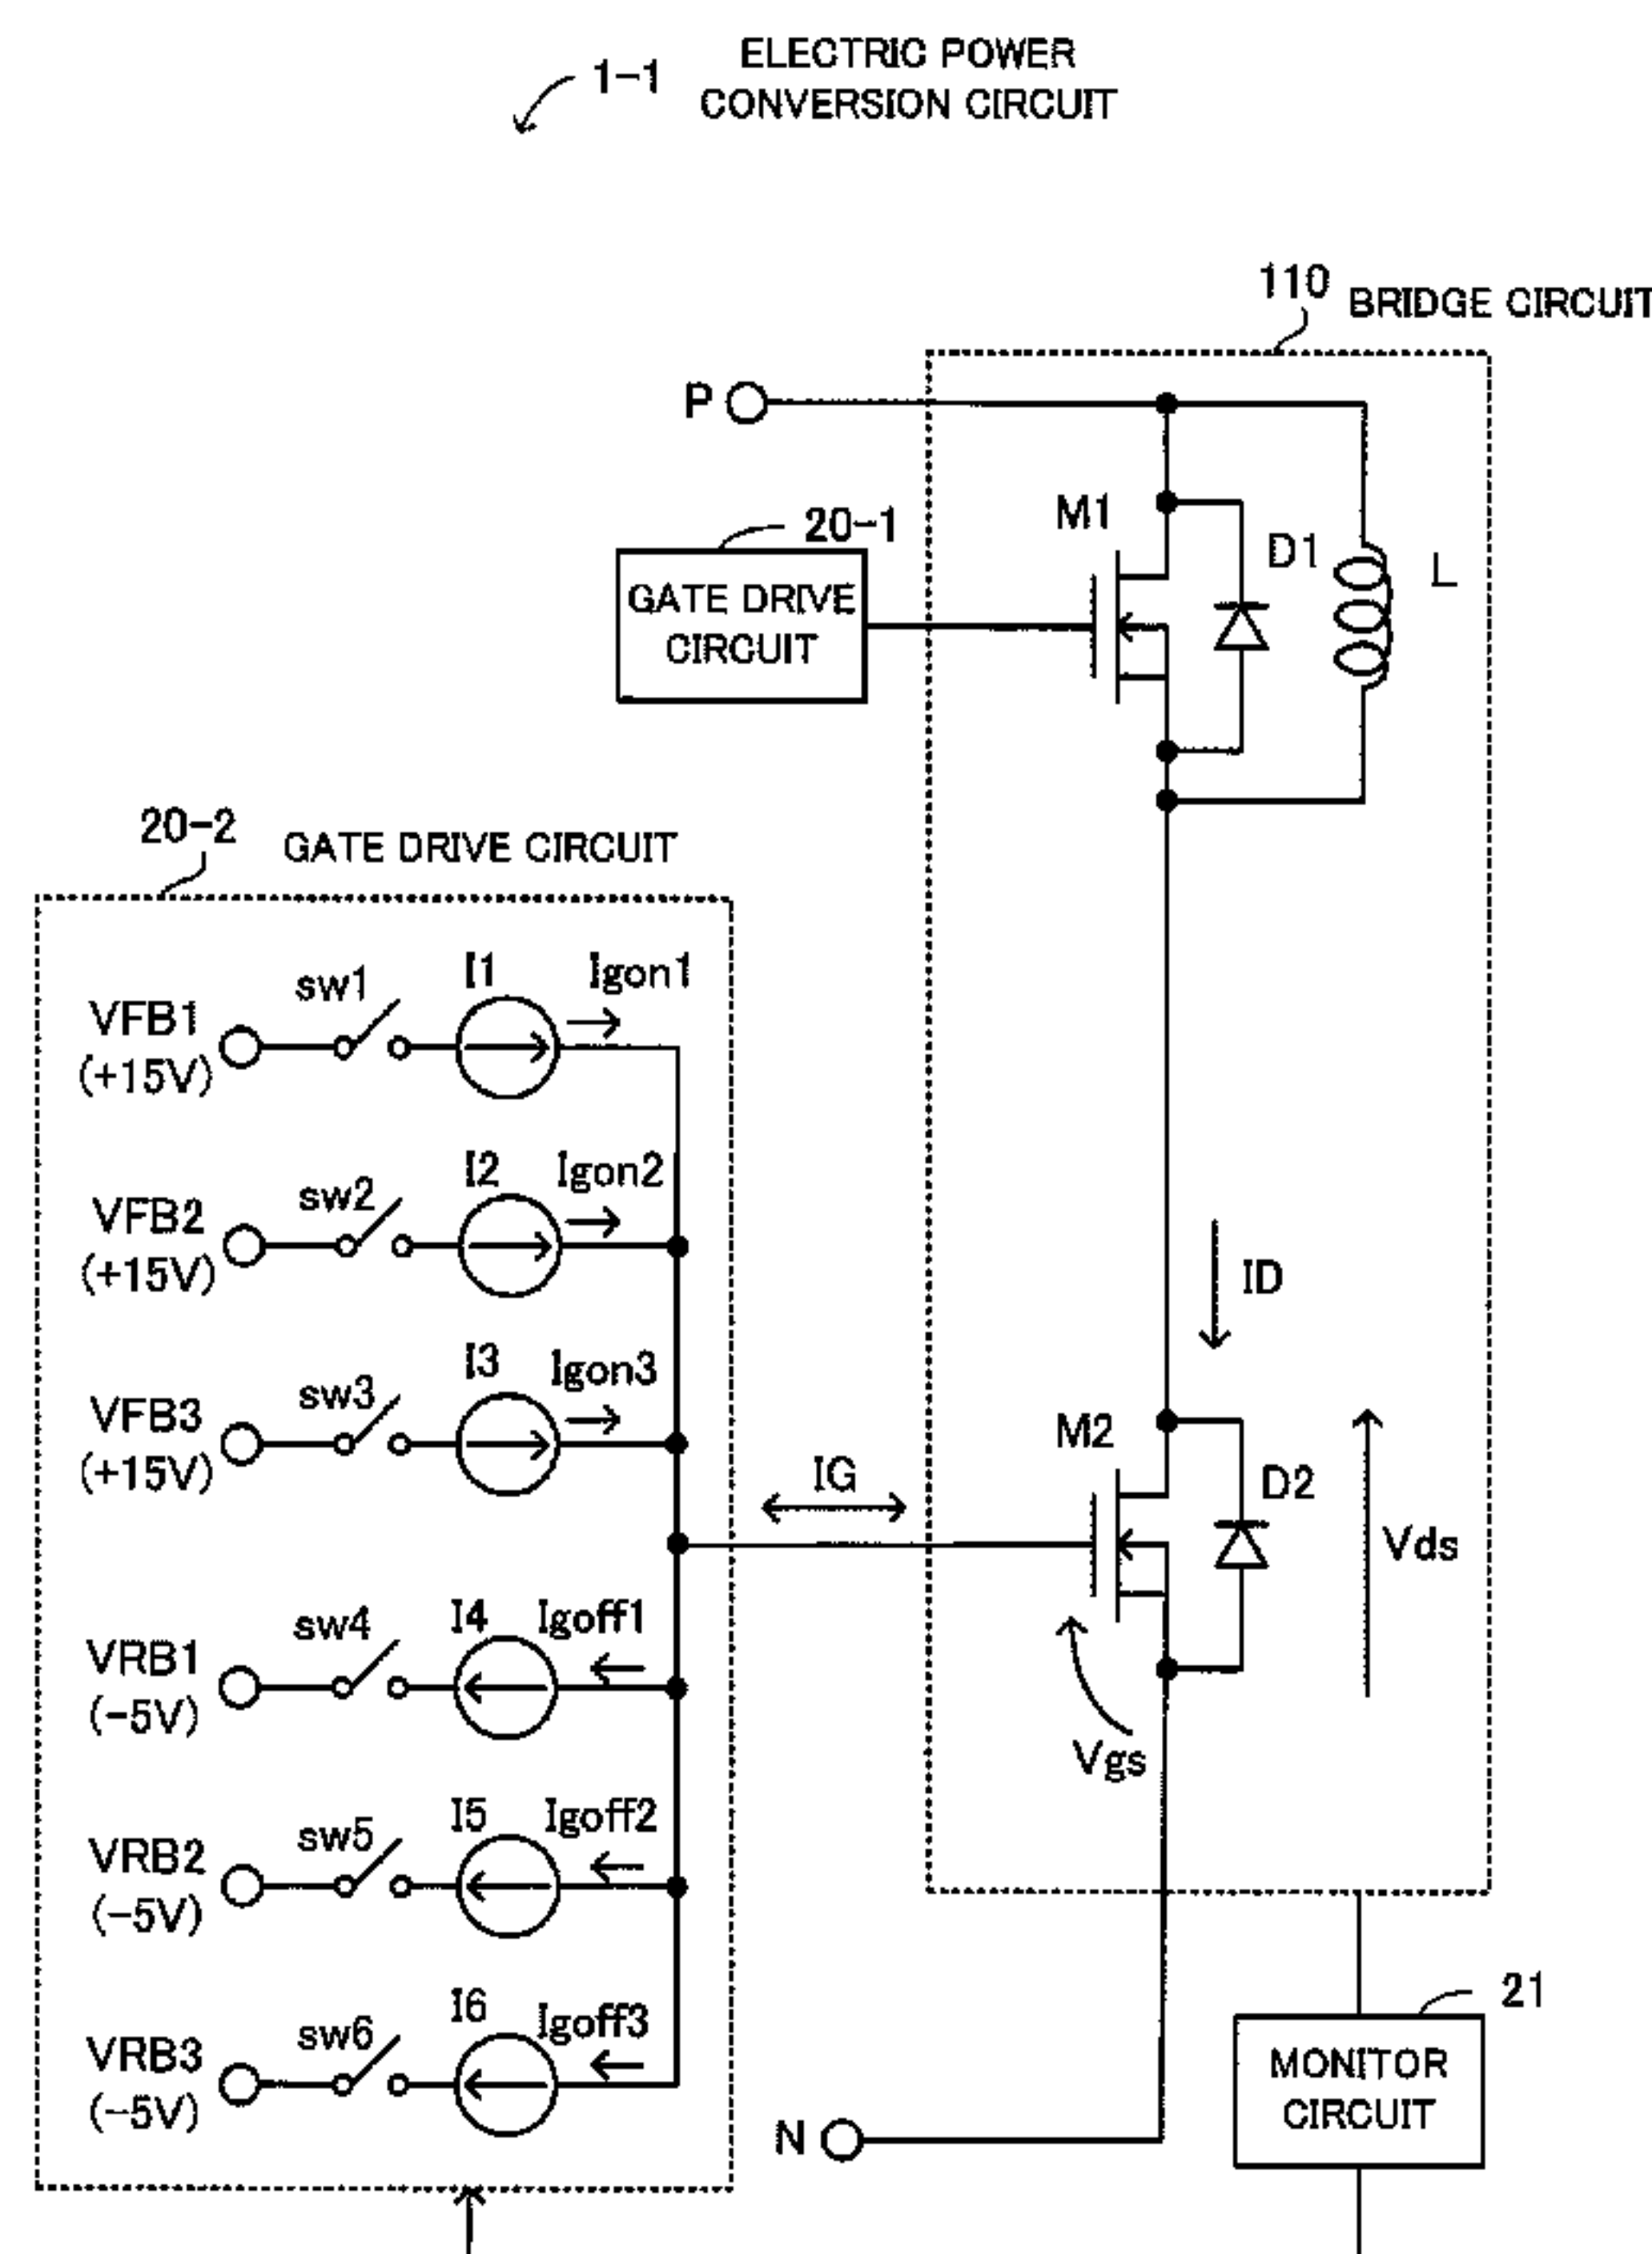 1-1
ELECTRIC POWER
CONVERSION CIRCUIT
110
BRIDGE CIRCUIT
P
M1
D1
L
20-1
GATE DRIVE
CIRCUIT
20-2
GATE DRIVE CIRCUIT
VFB1
(+15V)
sw1
I1
Igon1
VFB2
(+15V)
sw2
I2
Igon2
VFB3
(+15V)
sw3
I3
Igon3
ID
M2
D2
IG
Vds
Vgs
VRB1
(-5V)
sw4
I4
Igoff1
VRB2
(-5V)
sw5
I5
Igoff2
VRB3
(-5V)
sw6
I6
Igoff3
N
21
MONITOR
CIRCUIT